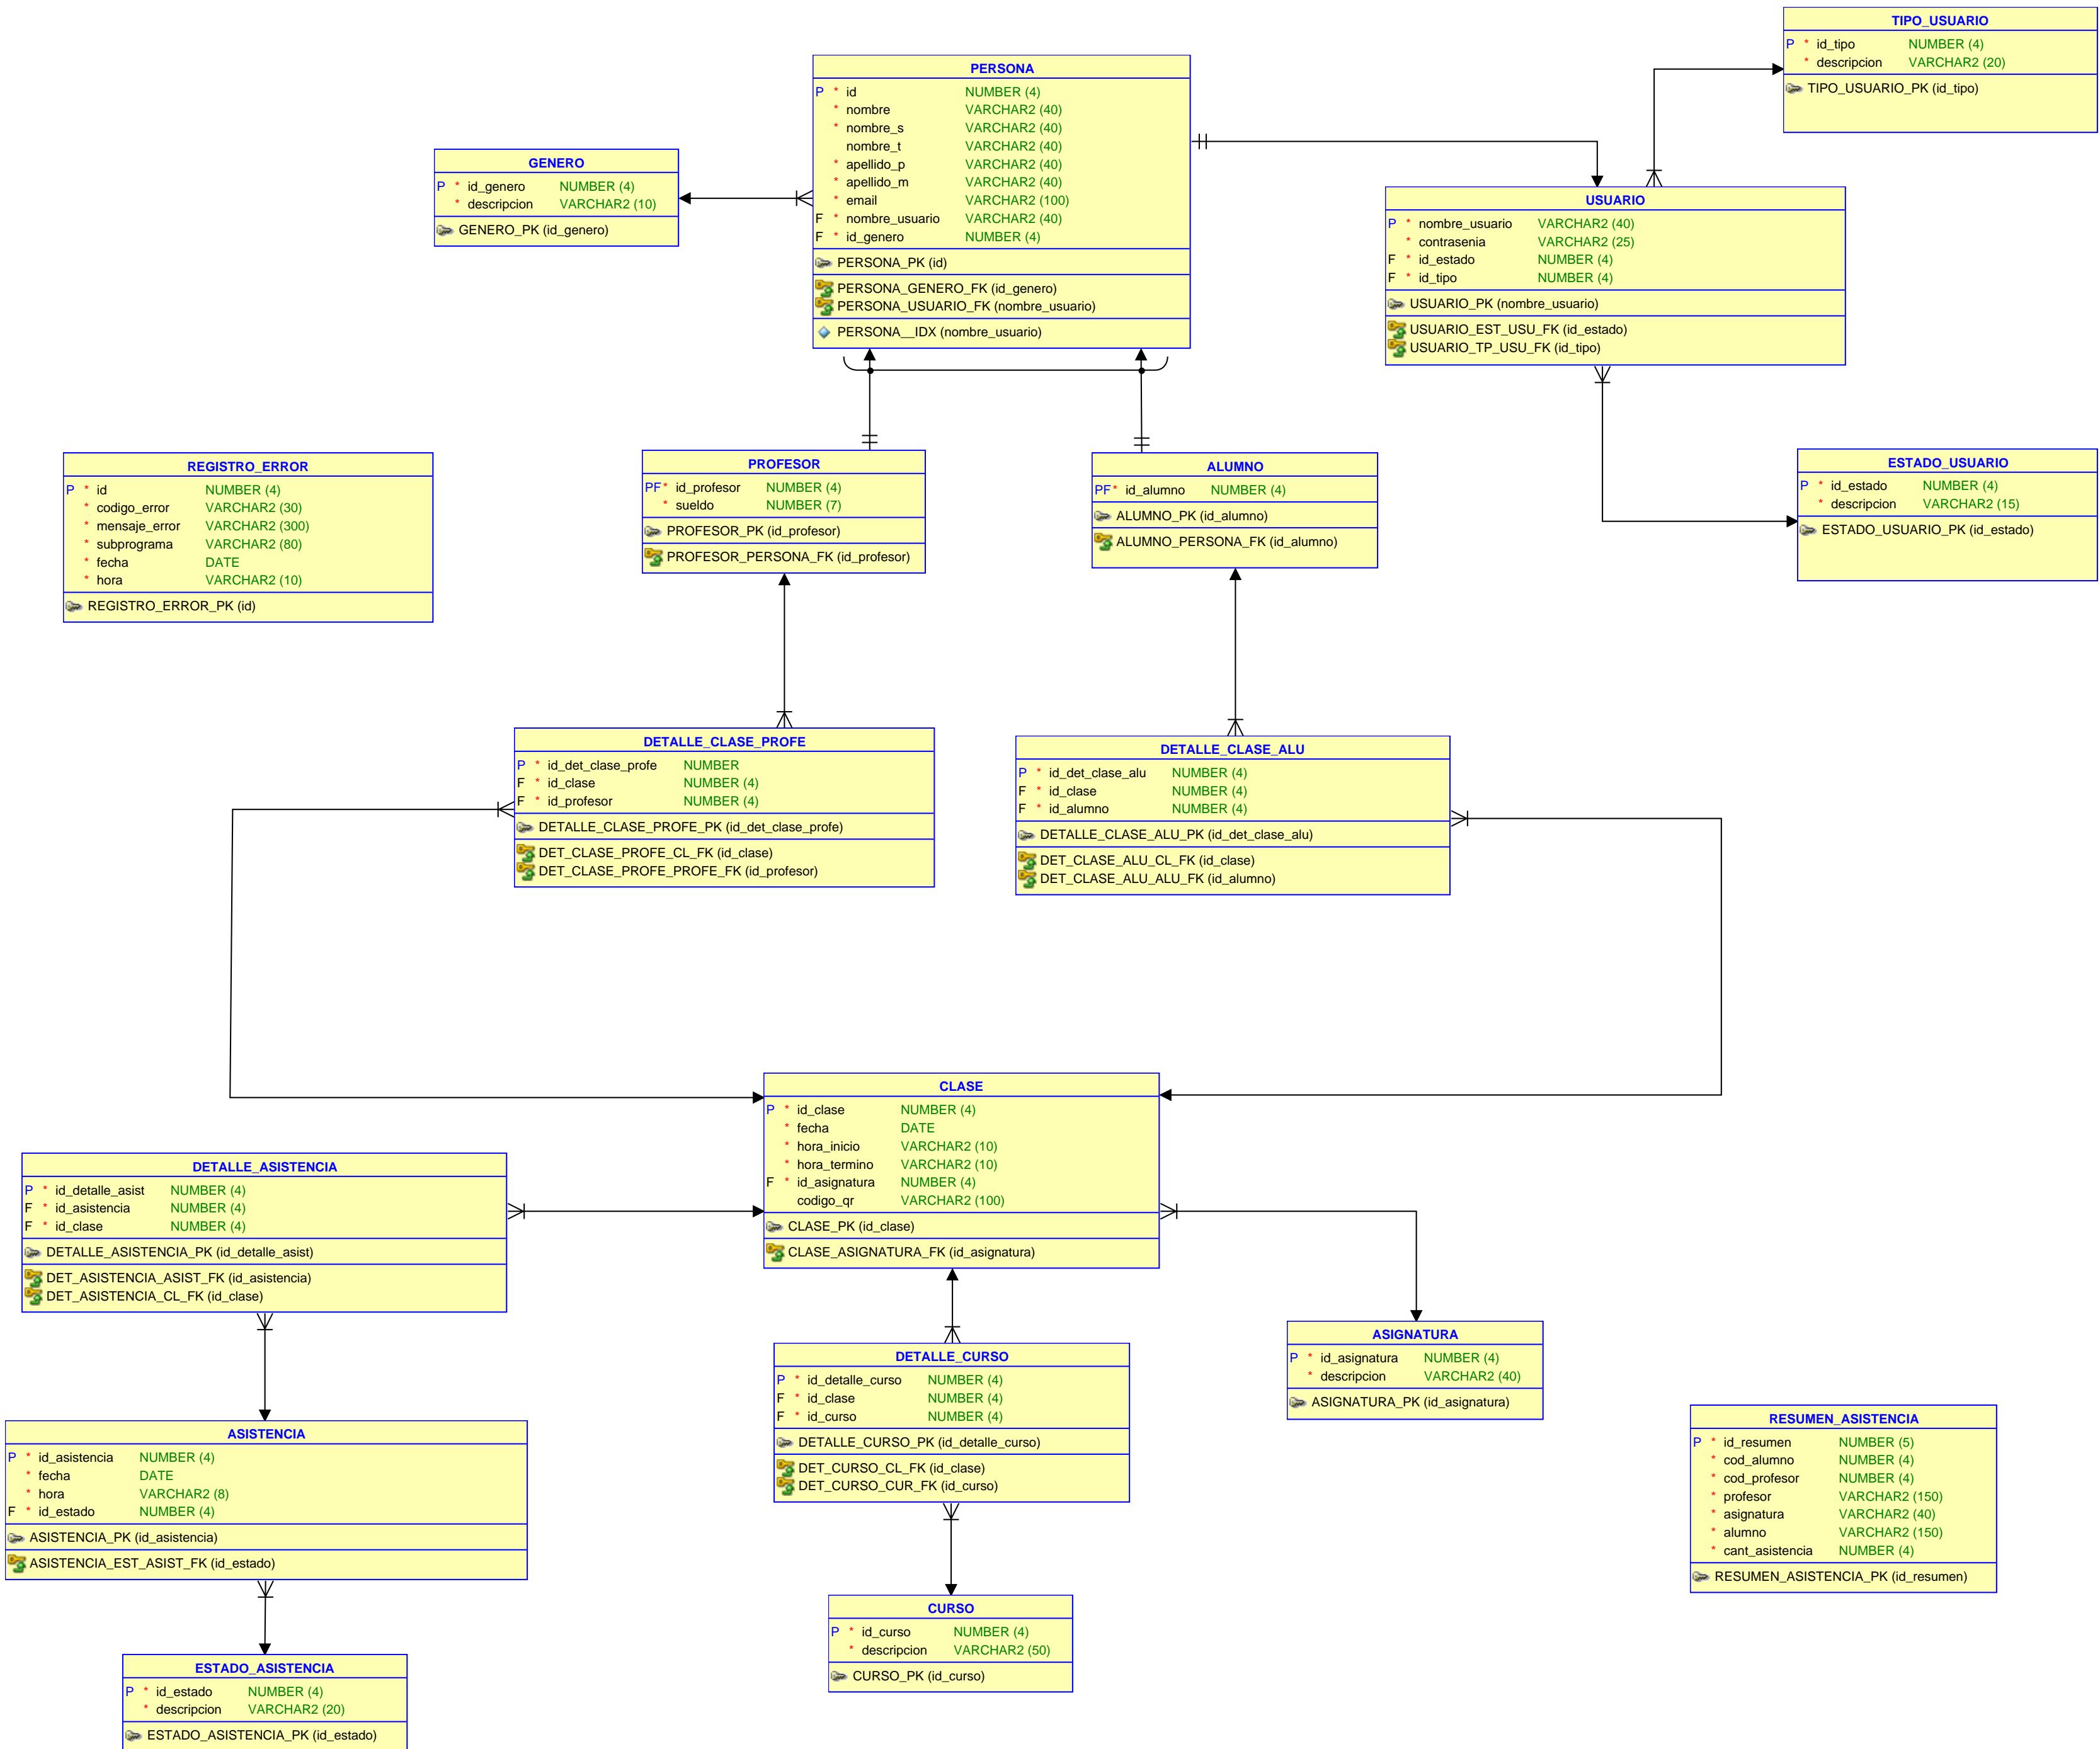 TIPO_USUARIO
P * id_tipo NUMBER (4)
* descripcion VARCHAR2 (20)
TIPO_USUARIO_PK (id_tipo)
PERSONA
P * id NUMBER (4)
* nombre VARCHAR2 (40)
* nombre_s VARCHAR2 (40)
nombre_t VARCHAR2 (40)
* apellido_p VARCHAR2 (40)
* apellido_m VARCHAR2 (40)
* email VARCHAR2 (100)
F * nombre_usuario VARCHAR2 (40)
F * id_genero NUMBER (4)
PERSONA_PK (id)
PERSONA_GENERO_FK (id_genero)
PERSONA_USUARIO_FK (nombre_usuario)
PERSONA__IDX (nombre_usuario)
GENERO
P * id_genero NUMBER (4)
* descripcion VARCHAR2 (10)
GENERO_PK (id_genero)
USUARIO
P * nombre_usuario VARCHAR2 (40)
* contrasenia VARCHAR2 (25)
F * id_estado NUMBER (4)
F * id_tipo NUMBER (4)
USUARIO_PK (nombre_usuario)
USUARIO_EST_USU_FK (id_estado)
USUARIO_TP_USU_FK (id_tipo)
REGISTRO_ERROR
P * id NUMBER (4)
* codigo_error VARCHAR2 (30)
* mensaje_error VARCHAR2 (300)
* subprograma VARCHAR2 (80)
* fecha DATE
* hora VARCHAR2 (10)
REGISTRO_ERROR_PK (id)
PROFESOR
PF* id_profesor NUMBER (4)
* sueldo NUMBER (7)
PROFESOR_PK (id_profesor)
PROFESOR_PERSONA_FK (id_profesor)
ALUMNO
PF* id_alumno NUMBER (4)
ALUMNO_PK (id_alumno)
ALUMNO_PERSONA_FK (id_alumno)
ESTADO_USUARIO
P * id_estado NUMBER (4)
* descripcion VARCHAR2 (15)
ESTADO_USUARIO_PK (id_estado)
DETALLE_CLASE_PROFE
P * id_det_clase_profe NUMBER
F * id_clase NUMBER (4)
F * id_profesor NUMBER (4)
DETALLE_CLASE_PROFE_PK (id_det_clase_profe)
DET_CLASE_PROFE_CL_FK (id_clase)
DET_CLASE_PROFE_PROFE_FK (id_profesor)
DETALLE_CLASE_ALU
P * id_det_clase_alu NUMBER (4)
F * id_clase NUMBER (4)
F * id_alumno NUMBER (4)
DETALLE_CLASE_ALU_PK (id_det_clase_alu)
DET_CLASE_ALU_CL_FK (id_clase)
DET_CLASE_ALU_ALU_FK (id_alumno)
CLASE
P * id_clase NUMBER (4)
* fecha DATE
* hora_inicio VARCHAR2 (10)
* hora_termino VARCHAR2 (10)
F * id_asignatura NUMBER (4)
codigo_qr VARCHAR2 (100)
CLASE_PK (id_clase)
CLASE_ASIGNATURA_FK (id_asignatura)
DETALLE_ASISTENCIA
P * id_detalle_asist NUMBER (4)
F * id_asistencia NUMBER (4)
F * id_clase NUMBER (4)
DETALLE_ASISTENCIA_PK (id_detalle_asist)
DET_ASISTENCIA_ASIST_FK (id_asistencia)
DET_ASISTENCIA_CL_FK (id_clase)
DETALLE_CURSO
P * id_detalle_curso NUMBER (4)
F * id_clase NUMBER (4)
F * id_curso NUMBER (4)
DETALLE_CURSO_PK (id_detalle_curso)
DET_CURSO_CL_FK (id_clase)
DET_CURSO_CUR_FK (id_curso)
ASIGNATURA
P * id_asignatura NUMBER (4)
* descripcion VARCHAR2 (40)
ASIGNATURA_PK (id_asignatura)
RESUMEN_ASISTENCIA
P * id_resumen NUMBER (5)
* cod_alumno NUMBER (4)
* cod_profesor NUMBER (4)
* profesor VARCHAR2 (150)
* asignatura VARCHAR2 (40)
* alumno VARCHAR2 (150)
* cant_asistencia NUMBER (4)
RESUMEN_ASISTENCIA_PK (id_resumen)
ASISTENCIA
P * id_asistencia NUMBER (4)
* fecha DATE
* hora VARCHAR2 (8)
F * id_estado NUMBER (4)
ASISTENCIA_PK (id_asistencia)
ASISTENCIA_EST_ASIST_FK (id_estado)
CURSO
P * id_curso NUMBER (4)
* descripcion VARCHAR2 (50)
CURSO_PK (id_curso)
ESTADO_ASISTENCIA
P * id_estado NUMBER (4)
* descripcion VARCHAR2 (20)
ESTADO_ASISTENCIA_PK (id_estado)